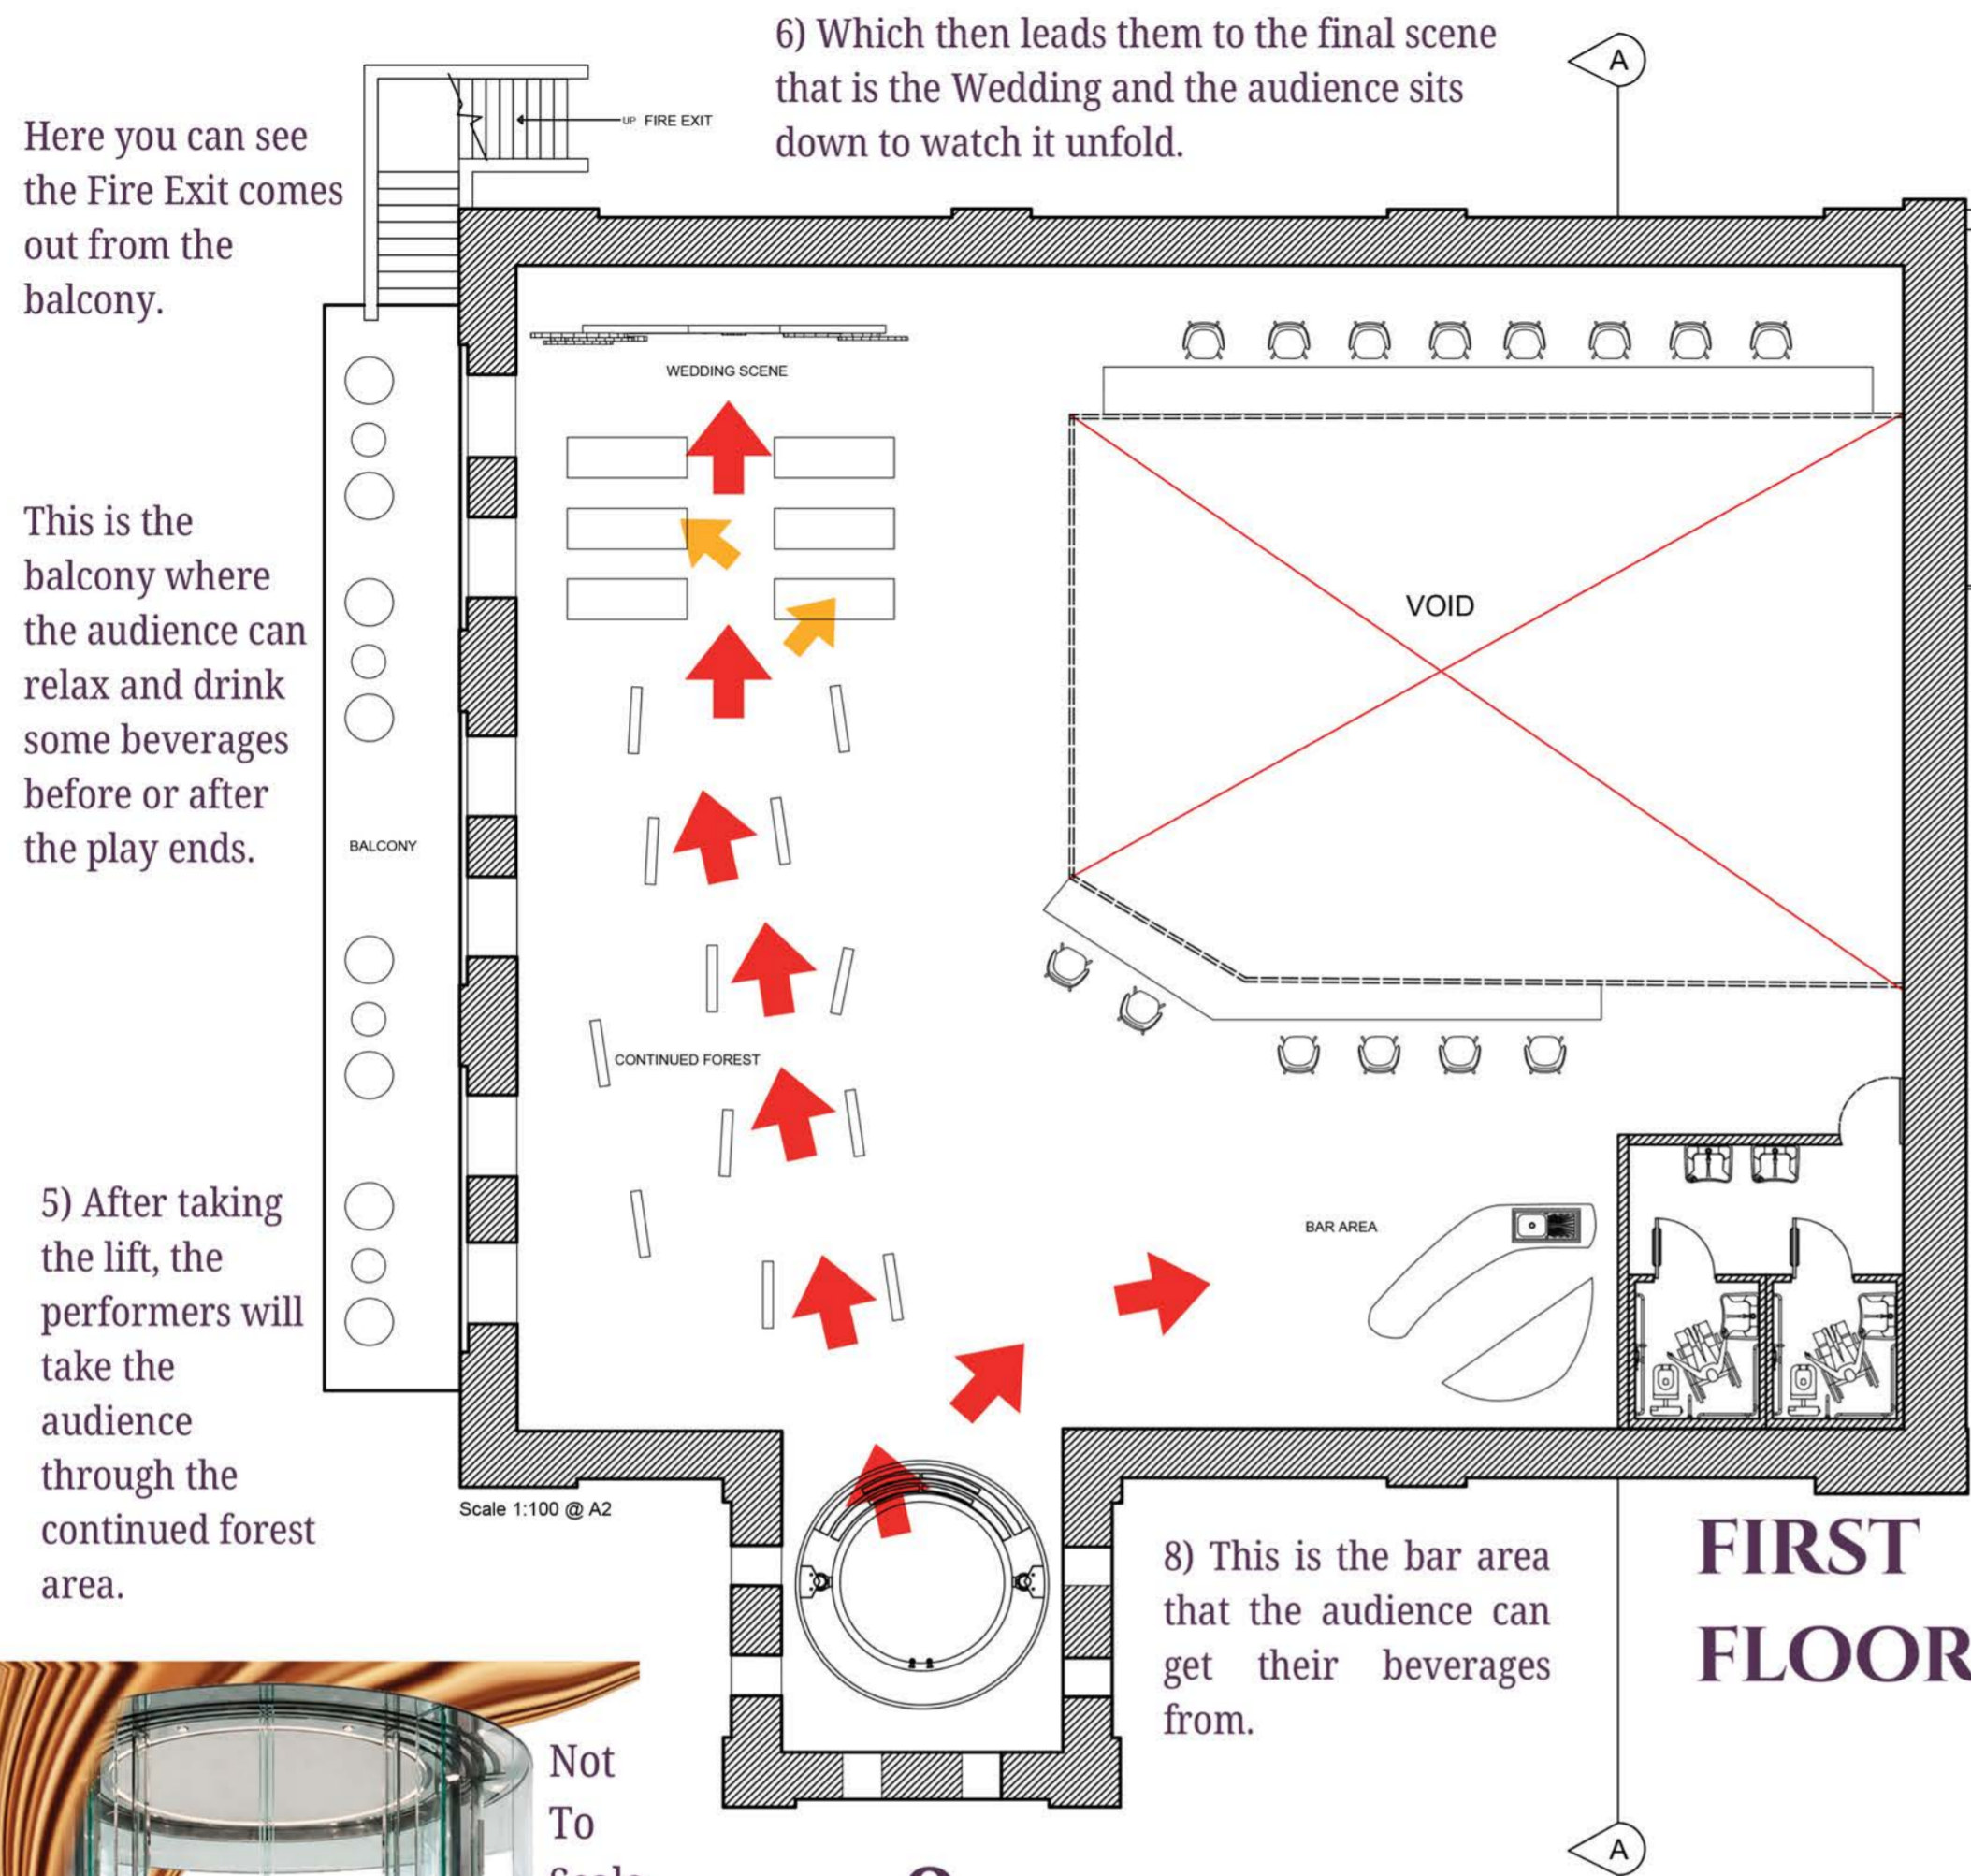 6) Which then leads them to the final scene
that is the Wedding and the audience sits
down to watch it unfold.
A
UP FIRE EXIT
Here you can see
the Fire Exit comes
out from the
balcony.
WEDDING SCENE
This is the
balcony where
the audience can
relax and drink
some beverages
before or after
the play ends.
VOID
BALCONY
CONTINUED FOREST
5) After taking
the lift, the
performers will
take the
audience
through the
continued forest
area.
BAR AREA
Scale 1:100 @ A2
8) This is the bar area
that the audience can
get their beverages
from.
FIRST
FLOOR
Not
To
A